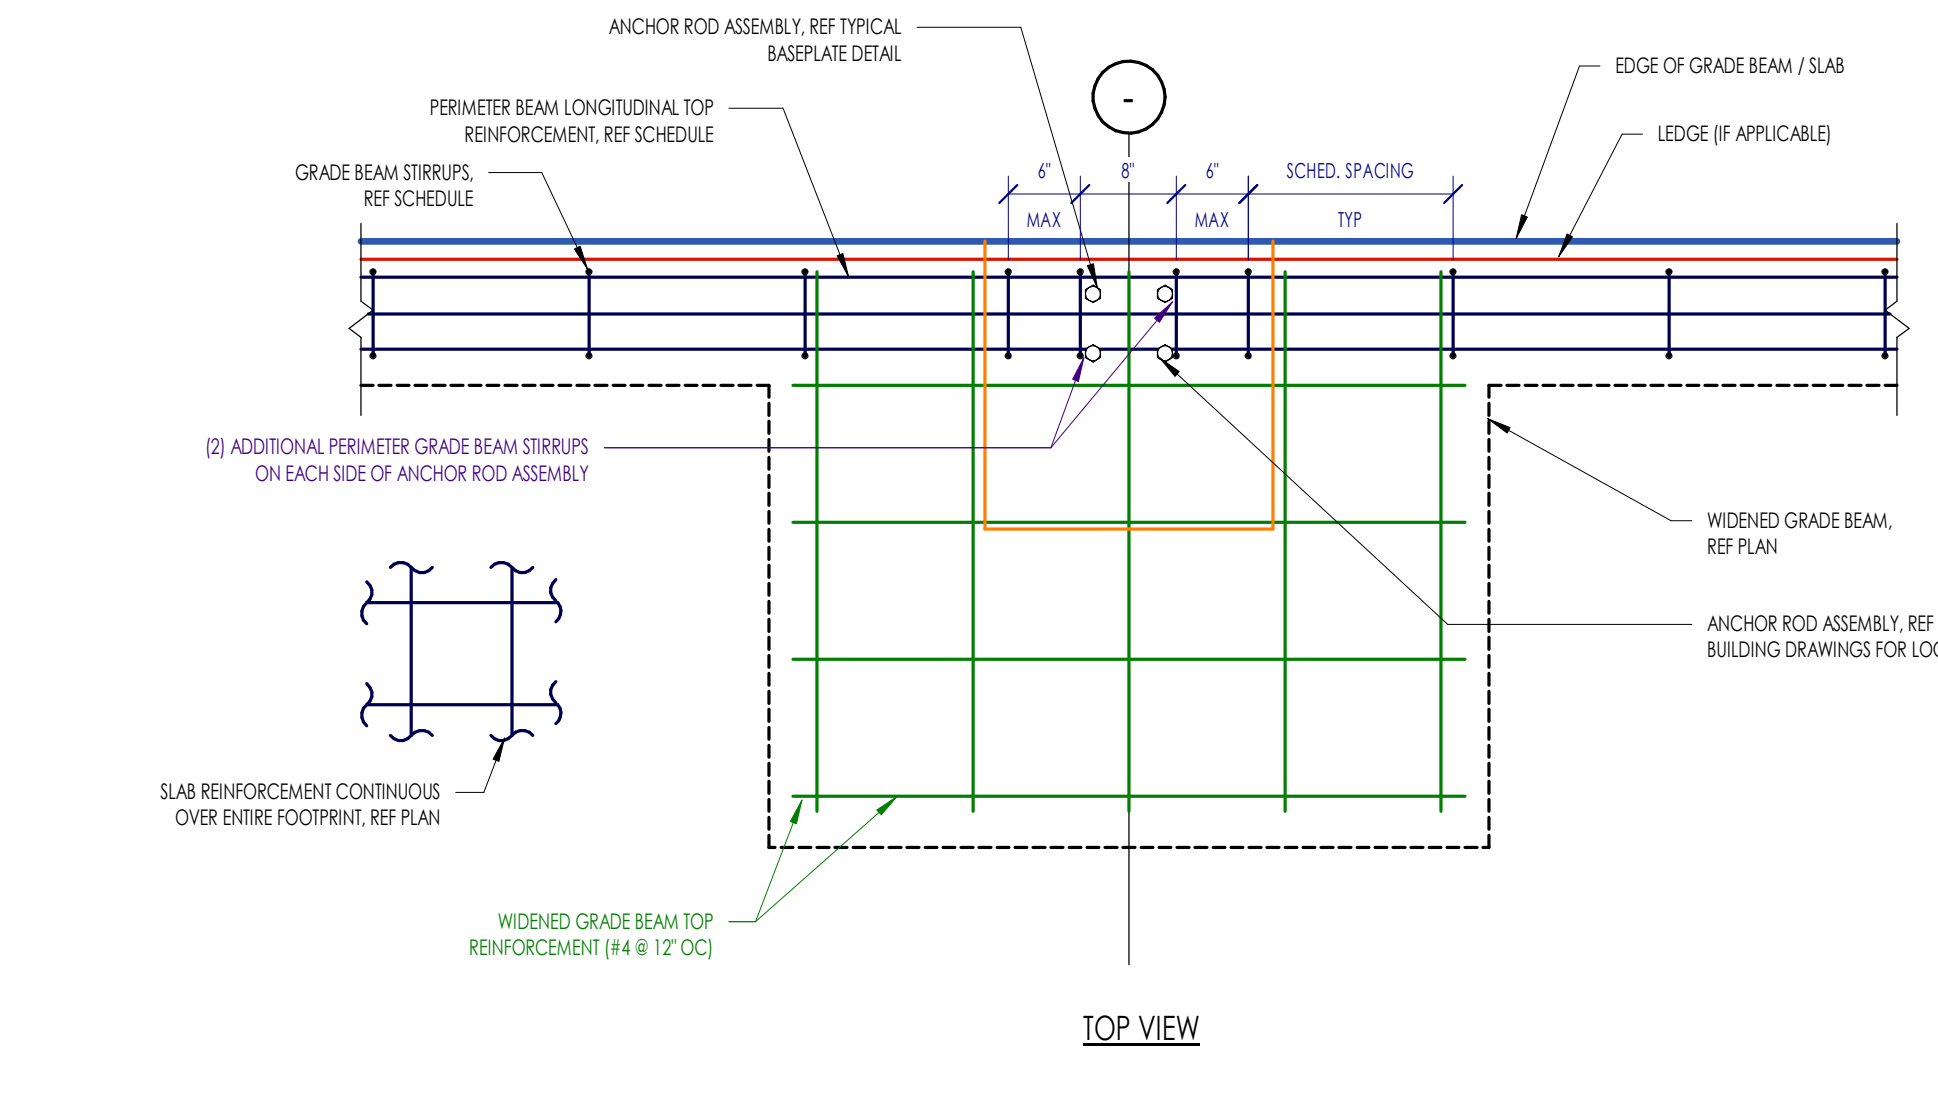 ANCHOR ROD ASSEMBLY, REF TYPICAL
BASEPLATE DETAIL
EDGE OF GRADE BEAM / SLAB
-
PERIMETER BEAM LONGITUDINAL TOP
REINFORCEMENT, REF SCHEDULE
LEDGE (IF APPLICABLE)
GRADE BEAM STIRRUPS,
REF SCHEDULE
6" 8" 6" SCHED. SPACING
MAX MAX TYP
(2) ADDITIONAL PERIMETER GRADE BEAM STIRRUPS
ON EACH SIDE OF ANCHOR ROD ASSEMBLY
WIDENED GRADE BEAM,
REF PLAN
ANCHOR ROD ASSEMBLY, REF
BUILDING DRAWINGS FOR
SLAB REINFORCEMENT CONTINUOUS
OVER ENTIRE FOOTPRINT, REF PLAN
WIDENED GRADE BEAM TOP
REINFORCEMENT (#4 @ 12" OC)
TOP VIEW